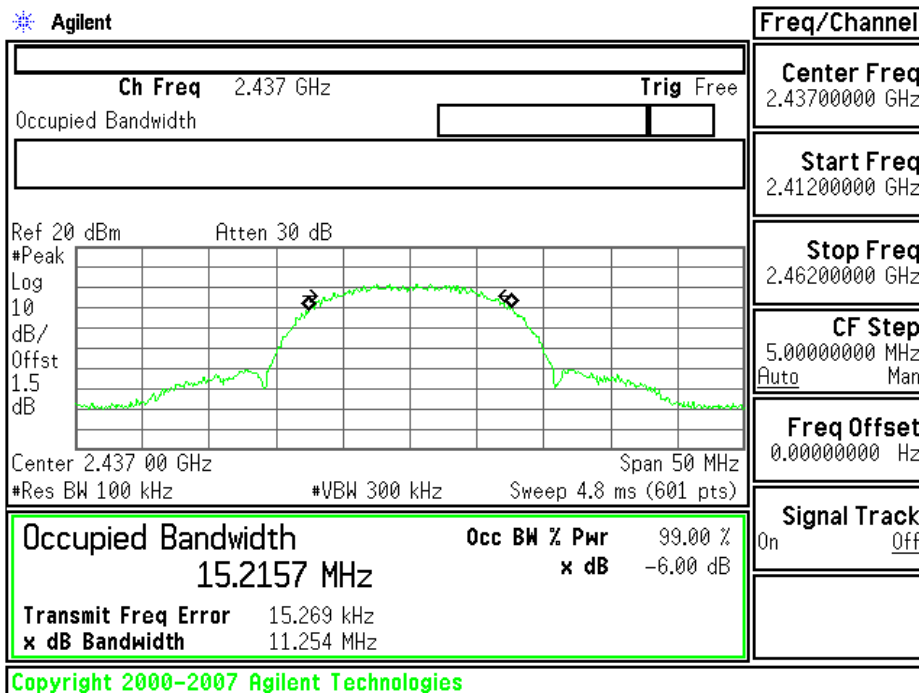 Agilent
Freq/Channel
Ch Freq 2.437 GHz Trig Free
Occupied Bandwidth
Center Freq
2.43700000 GHz
Start Freq
2.41200000 GHz
Stop Freq
2.46200000 GHz
CF Step
5.00000000 MHz
Auto Man
Freq Offset
0.00000000 Hz
Signal Track
On Off
Ref 20 dBm Atten 30 dB
#Peak
Log
10
dB/
Offst
1.5
dB
Center 2.437 00 GHz Span 50 MHz
#Res BW 100 kHz #VBW 300 kHz Sweep 4.8 ms (601 pts)
Occupied Bandwidth Occ BW % Pwr 99.00 %
15.2157 MHz x dB -6.00 dB
Transmit Freq Error 15.269 kHz
x dB Bandwidth 11.254 MHz
Copyright 2000-2007 Agilent Technologies